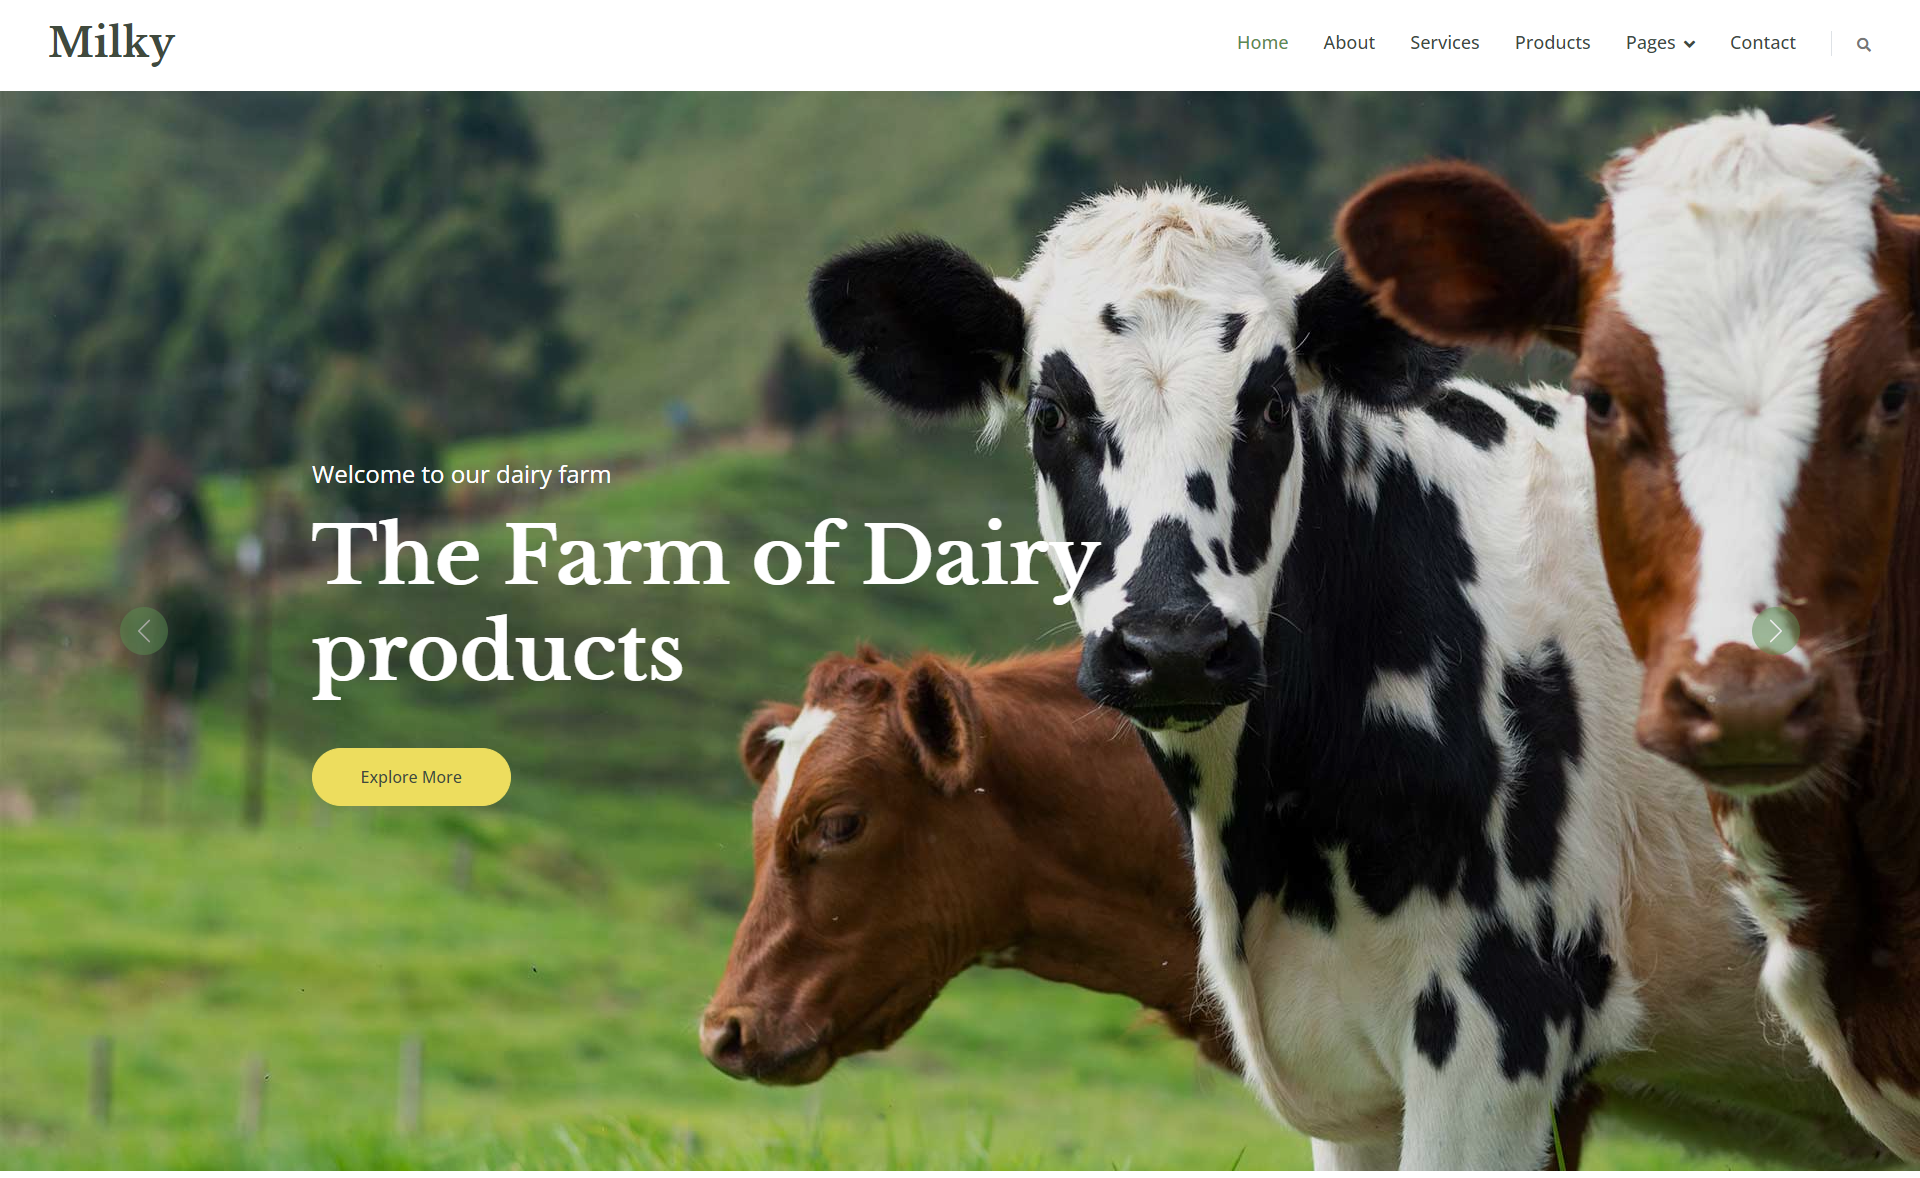 Milky
Home About Services Products Pages Contact
Welcome to our dairy farm
The Farm of Dairy
products
Explore More